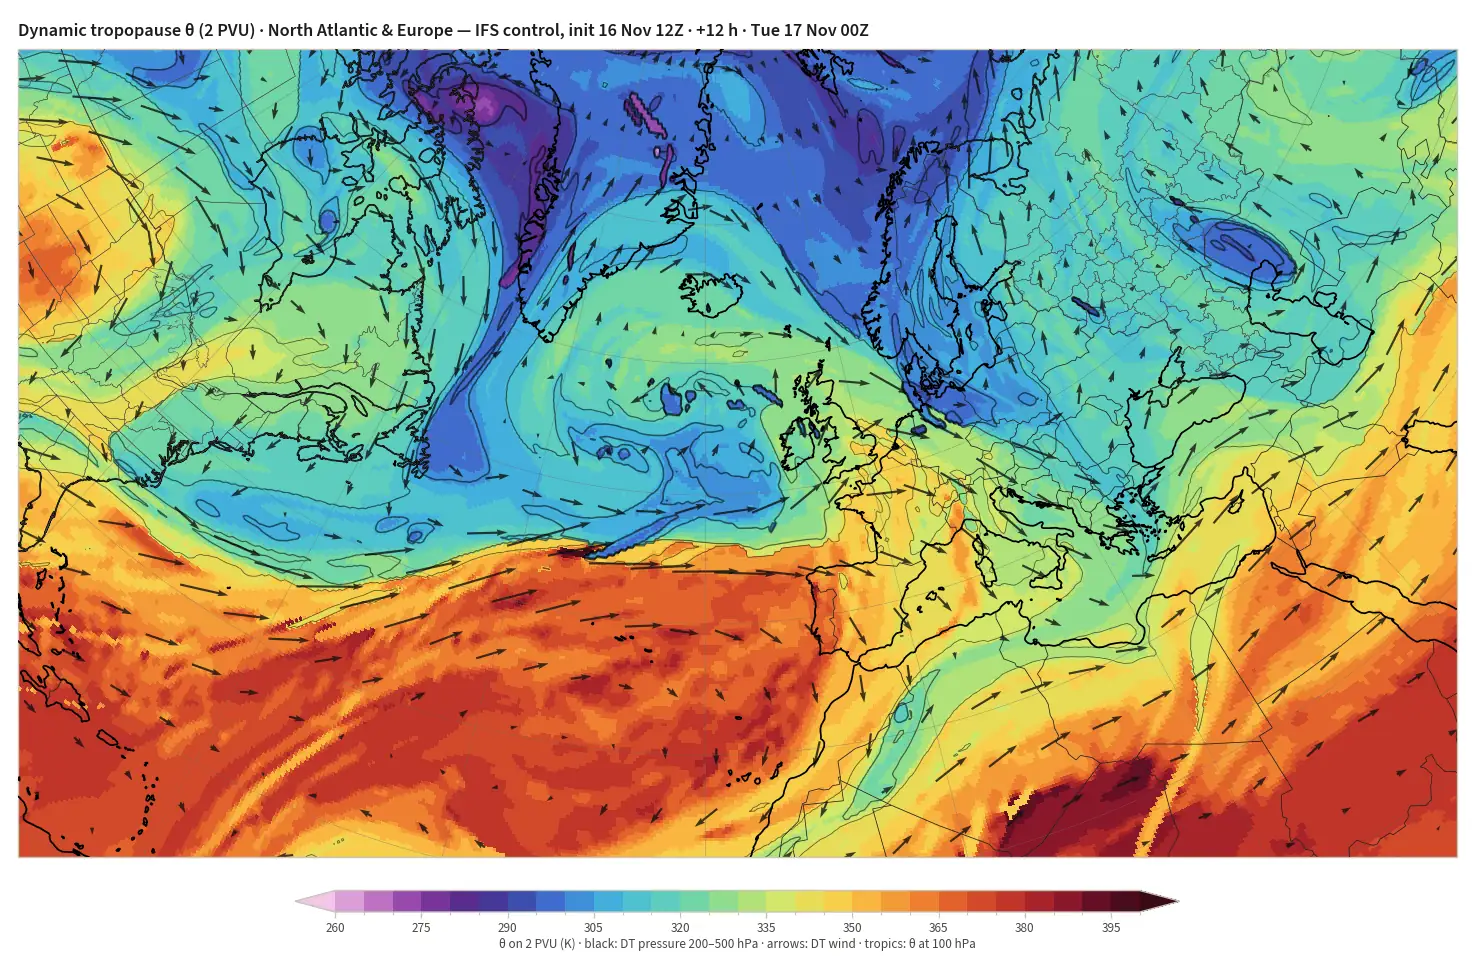 Dynamic tropopause θ (2 PVU) · North Atlantic & Europe — IFS control, init 16 Nov 12Z · +12 h · Tue 17 Nov 00Z
260 275 290 305 320 335 350 365 380 395
θ on 2 PVU (K) · black: DT pressure 200–500 hPa · arrows: DT wind · tropics: θ at 100 hPa